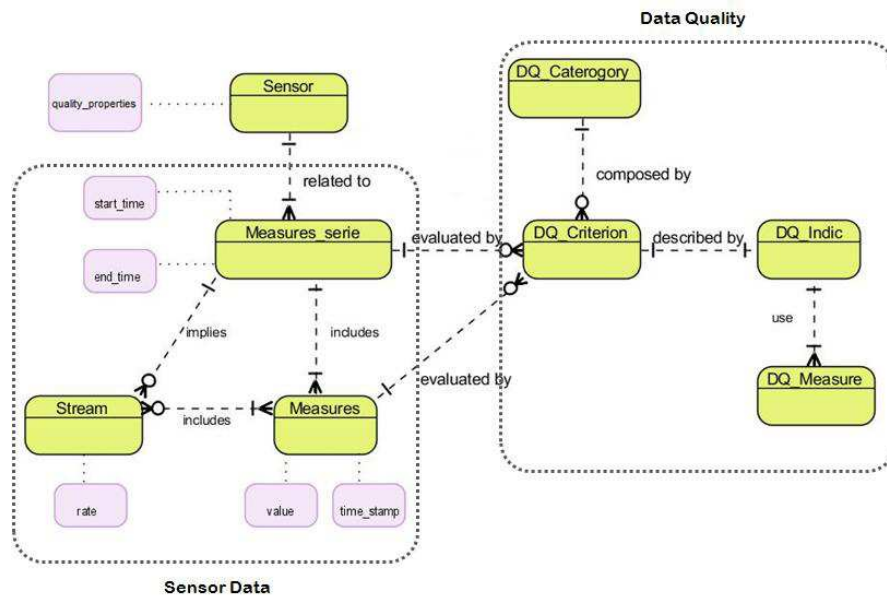 Data Quality
DQ_Caterogory
Sensor
quality_properties
related to
composed by
start_time
Measures_serie
evaluated by
DQ_Criterion
described by
DQ_Indic
end_time
implies
includes
use
evaluated by
DQ_Measure
Stream
includes
Measures
rate
value
time_stamp
Sensor Data